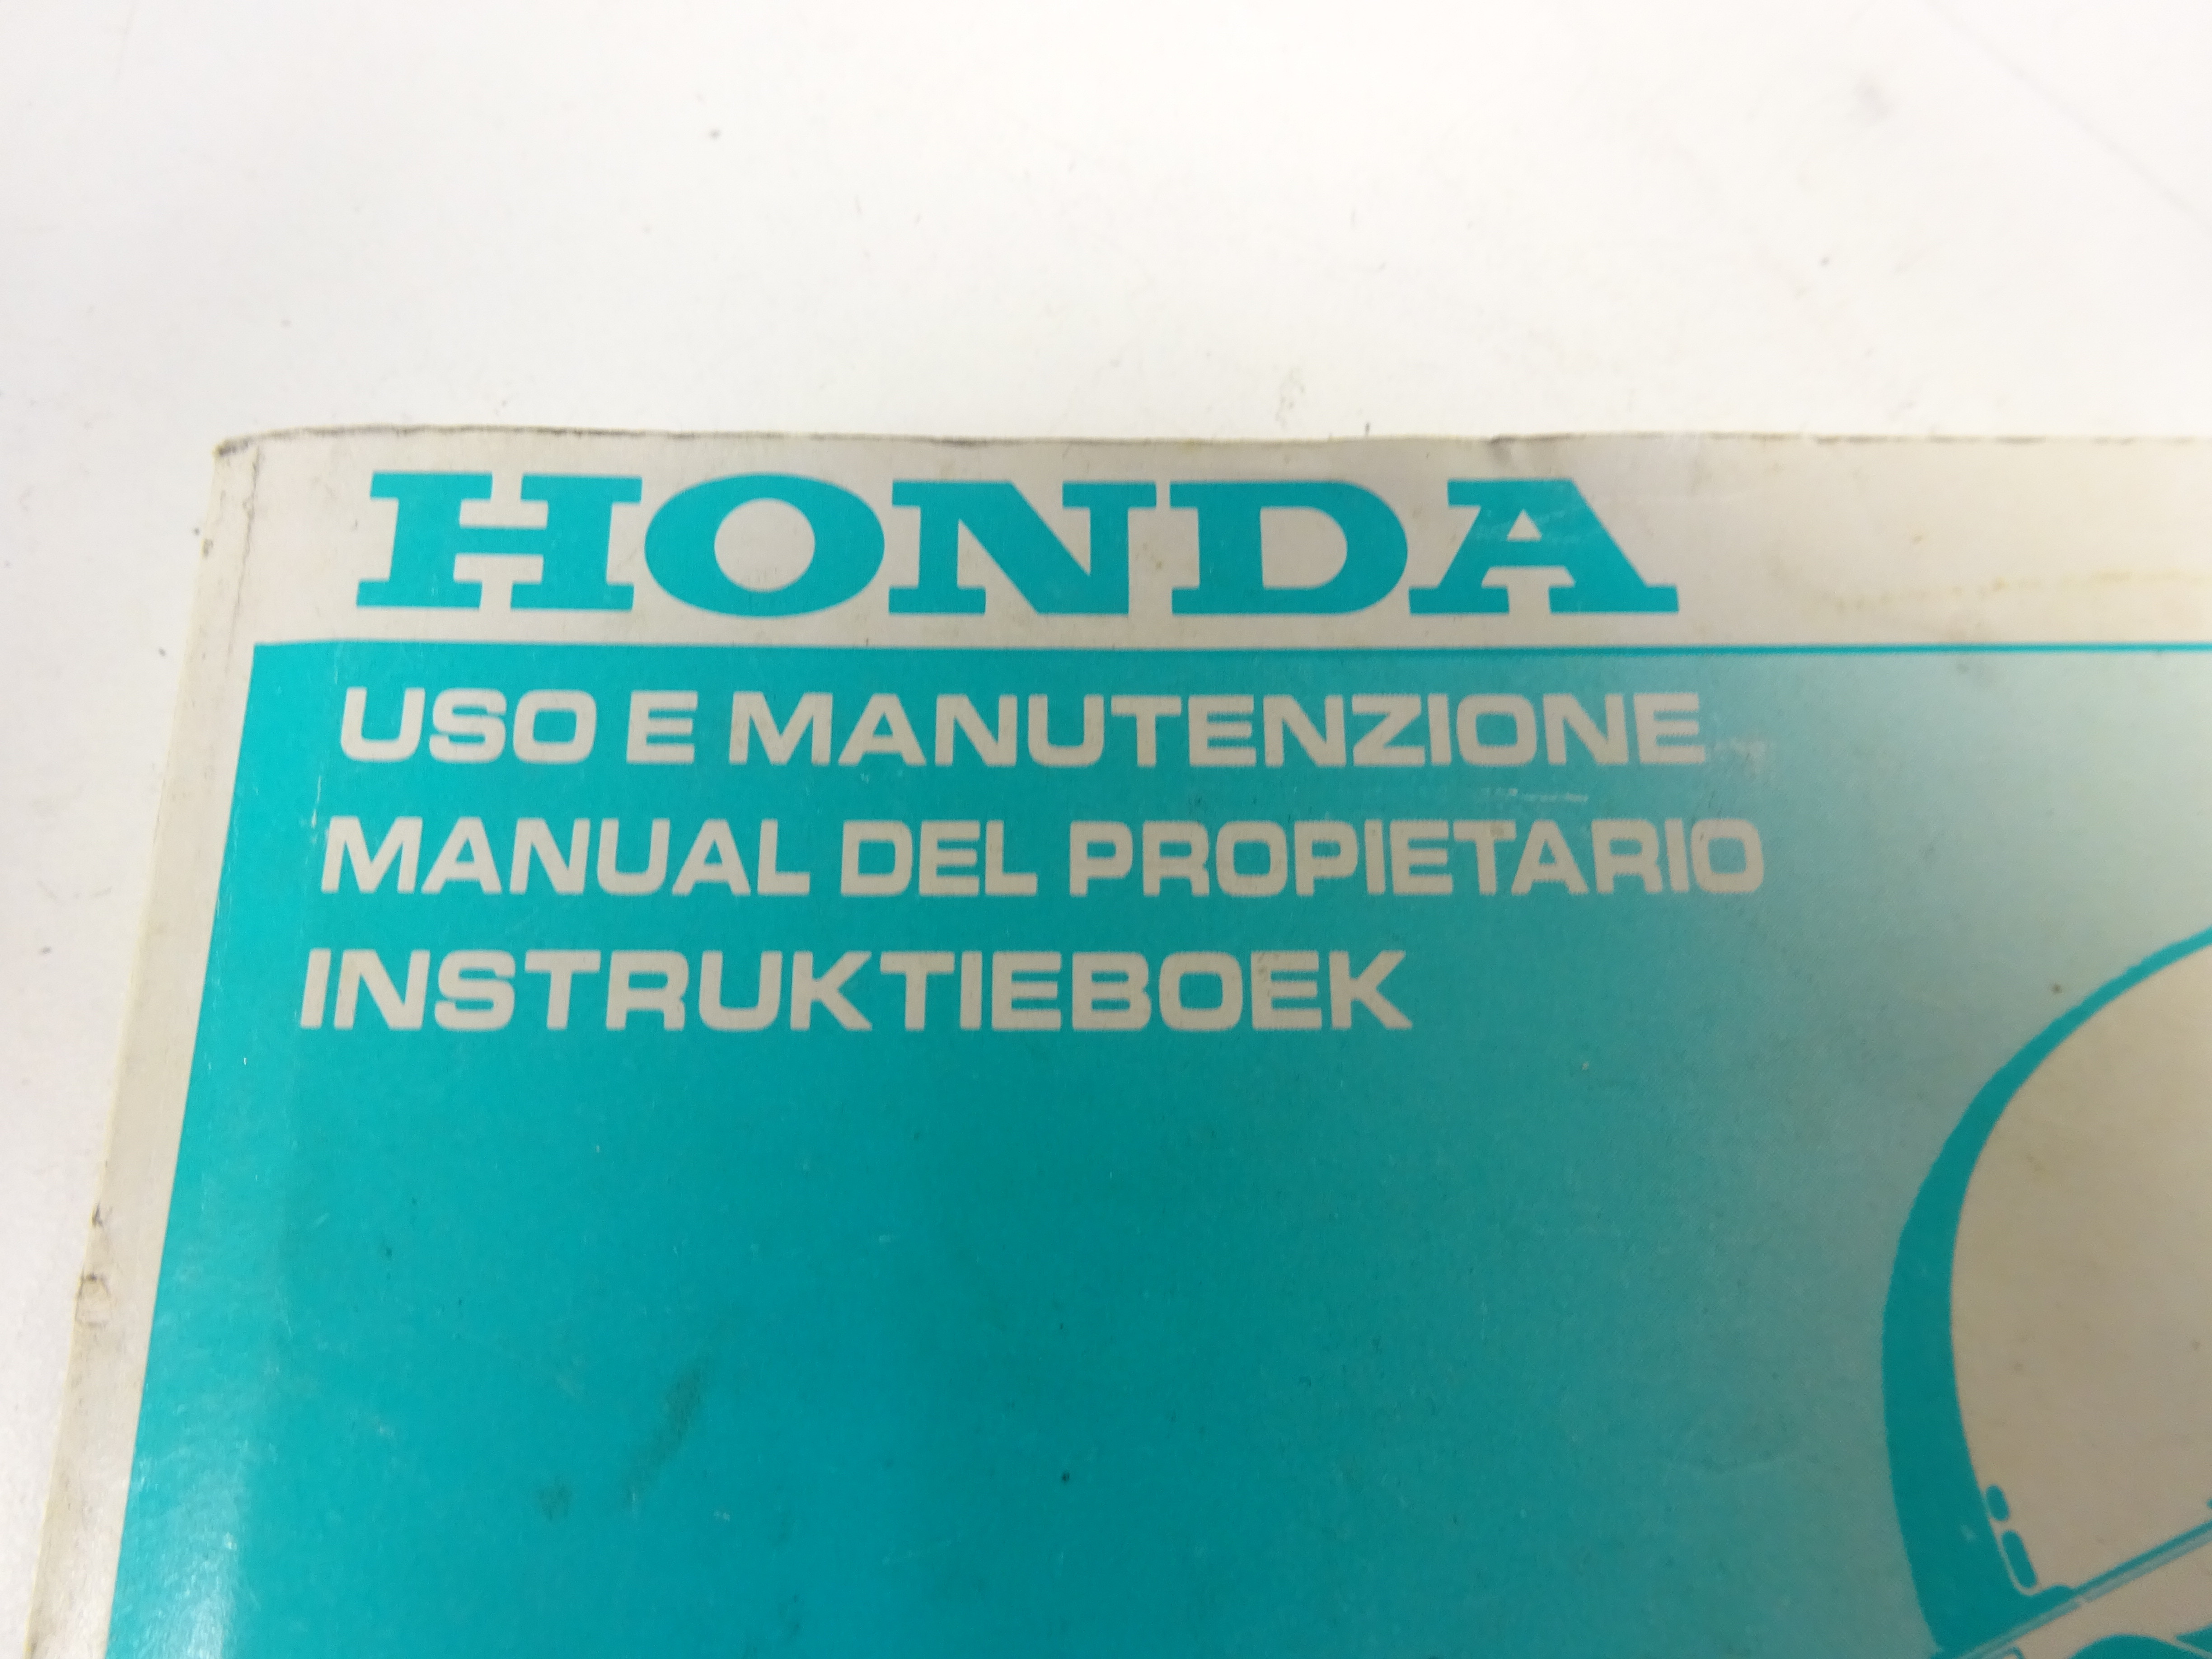 HONDA
USO E MANUTENZIONE
MANUAL DEL PROPIETARIO
INSTRUKTIEBOEK